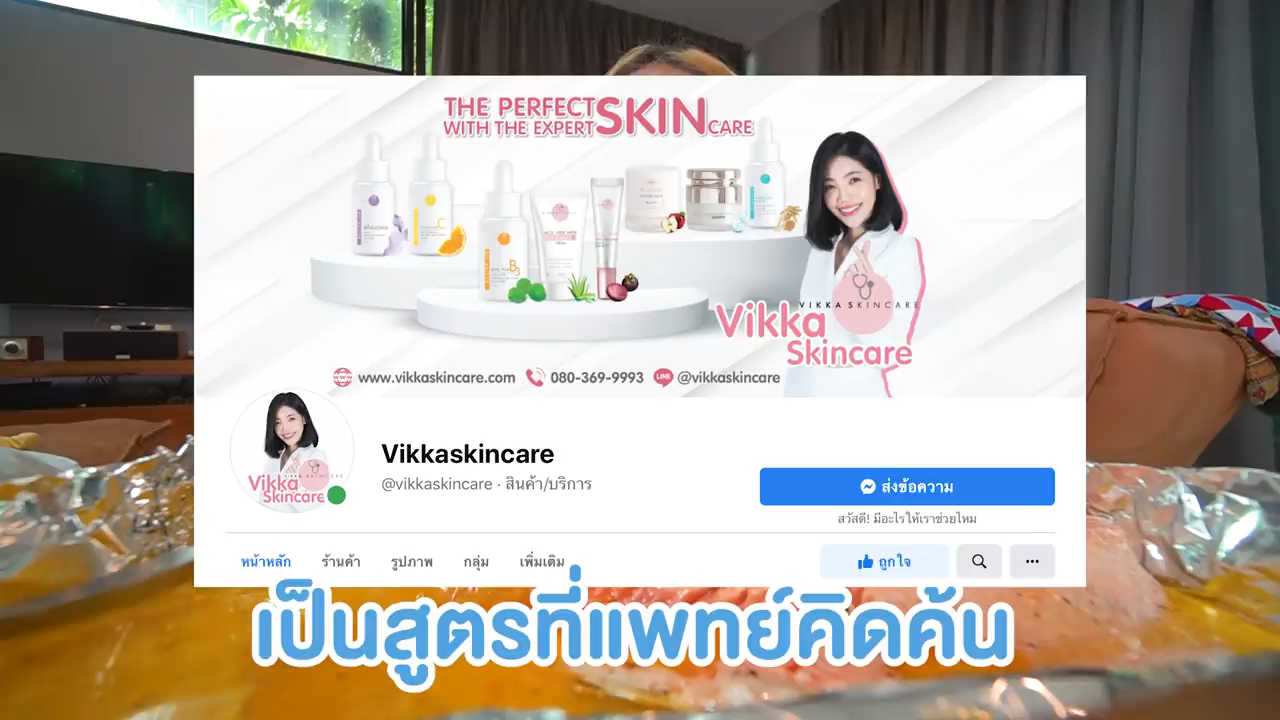 THE PERFECT SKIN
WITH THE EXPERT CARE
C
B3
VIKKA SKINCARE
Vikka
Skincare
www.vikkaskincare.com 080-369-9993 LINE @vikkaskincare
Vikka
Skincare
Vikkaskincare
@vikkaskincare · สินค้า/บริการ
ส่งข้อความ
สวัสดี! มีอะไรให้เราช่วยไหม
หน้าหลัก ร้านค้า รูปภาพ กลุ่ม เพิ่มเติม
ถูกใจ
เป็นสูตรที่แพทย์คิดค้น